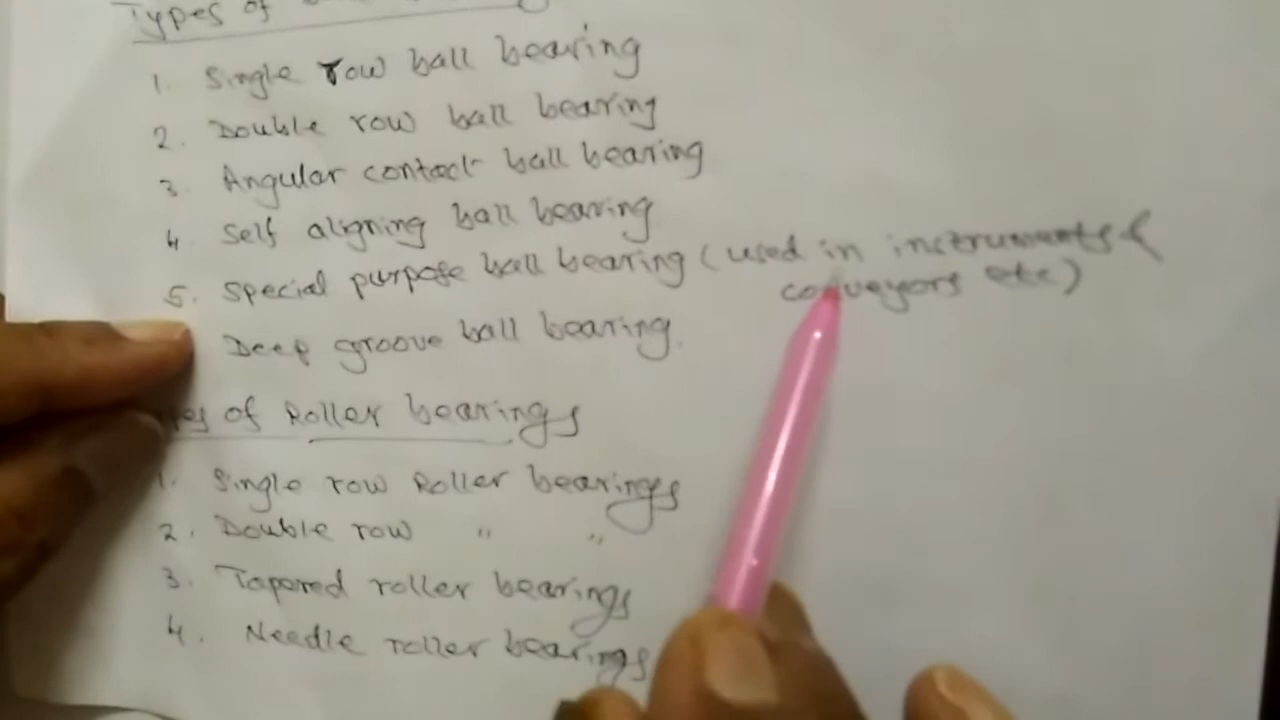 Types of
1. Single row ball bearing
2. Double row ball bearing
3. Angular contact ball bearing
4 Self aligning ball bearing
5. Special purpose ball bearing (used in instruments &
conveyors etc)
Deep groove ball bearing.
of Roller bearings
1. Single row Roller bearings
2. Double row " "
3. Tapered roller bearings
4. Needle roller bearings